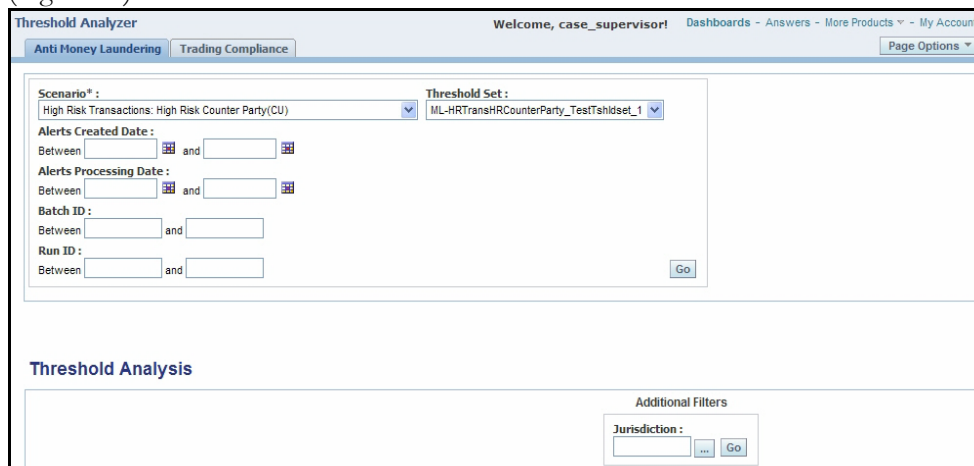 Threshold Analyzer
Welcome, case_supervisor! Dashboards - Answers - More Products - My Account
Anti Money Laundering Trading Compliance Page Options
Scenario* : Threshold Set :
High Risk Transactions: High Risk Counter Party(CU) ML-HRTransHRCounterParty_TestTshldset_1
Alerts Created Date :
Between and
Alerts Processing Date :
Between and
Batch ID :
Between and
Run ID :
Between and
Go
Threshold Analysis
Additional Filters
Jurisdiction :
... Go